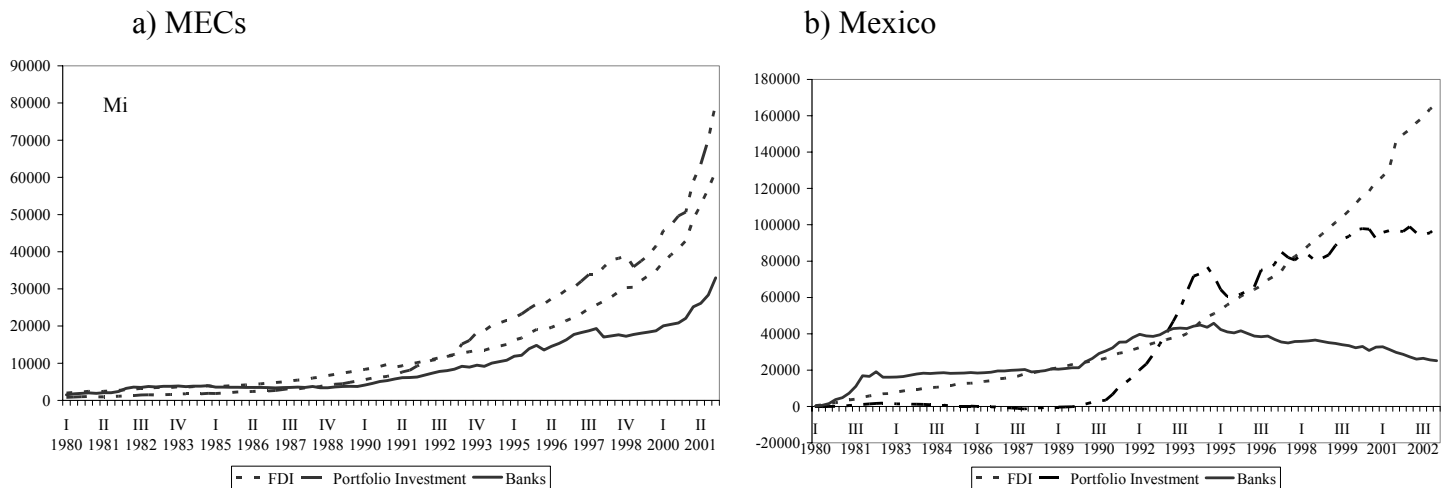 a) MECs
90000
80000
70000
60000
50000
40000
30000
20000
10000
0
Mi
I II III IV I II III IV I II III IV I II III IV I II
1980 1981 1982 1983 1985 1986 1987 1988 1990 1991 1992 1993 1995 1996 1997 1998 2000 2001
FDI Portfolio Investment Banks
b) Mexico
180000
160000
140000
120000
100000
80000
60000
40000
20000
0
-20000
I III I III I III I III I III I III I III I III
1980 1981 1983 1984 1986 1987 1989 1990 1992 1993 1995 1996 1998 1999 2001 2002
FDI Portfolio Investment Banks